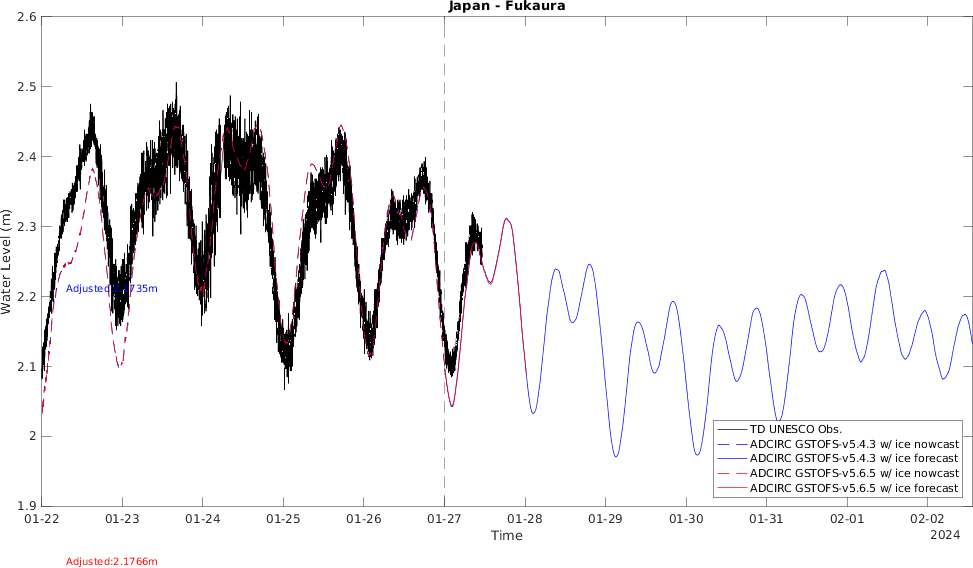 Japan - Fukaura
2.6
2.5
2.4
2.3
2.2
2.1
2
1.9
Water Level (m)
Adjusted 735m
TD UNESCO Obs.
ADCIRC GSTOFS-v5.4.3 w/ ice nowcast
ADCIRC GSTOFS-v5.4.3 w/ ice forecast
ADCIRC GSTOFS-v5.6.5 w/ ice nowcast
ADCIRC GSTOFS-v5.6.5 w/ ice forecast
01-22 01-23 01-24 01-25 01-26 01-27 01-28 01-29 01-30 01-31 02-01 02-02
2024
Time
Adjusted:2.1766m